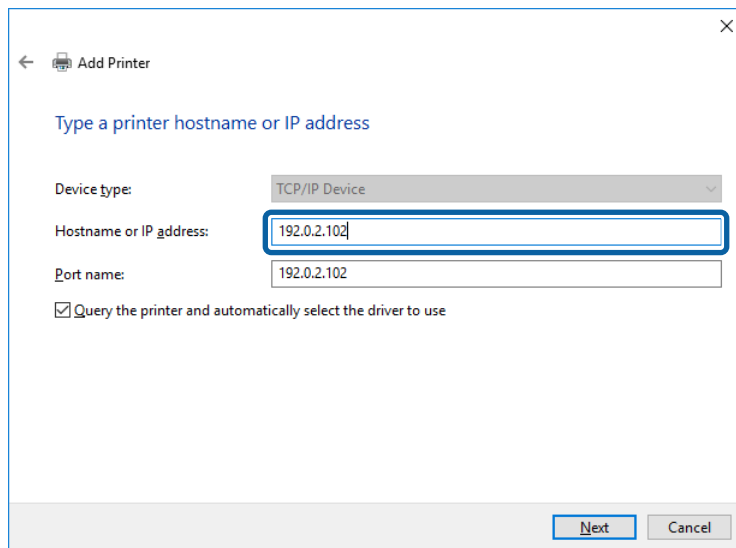 Add Printer
Type a printer hostname or IP address
Device type: TCP/IP Device
Hostname or IP address: 192.0.2.102
Port name: 192.0.2.102
Query the printer and automatically select the driver to use
Next Cancel